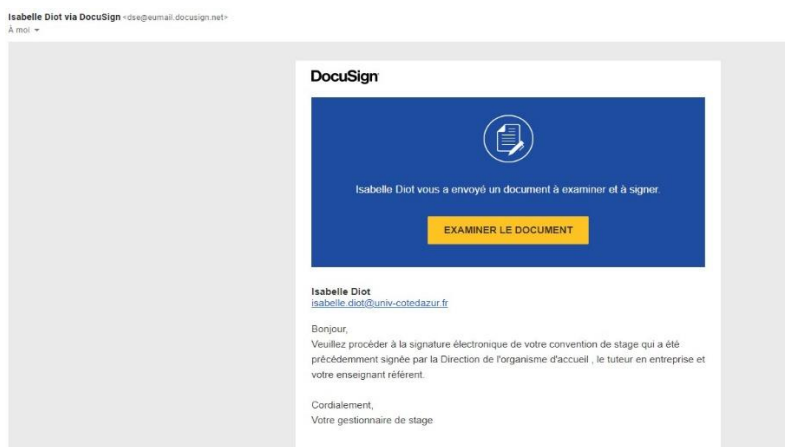 Isabelle Diot via DocuSign <dse@eumail.docusign.net>
À moi
DocuSign
Isabelle Diot vous a envoyé un document à examiner et à signer.
EXAMINER LE DOCUMENT
Isabelle Diot
isabelle.diot@univ-cotedazur.fr
Bonjour,
Veuillez procéder à la signature électronique de votre convention de stage qui a été
précédemment signée par la Direction de l'organisme d'accueil , le tuteur en entreprise et
votre enseignant référent.
Cordialement,
Votre gestionnaire de stage